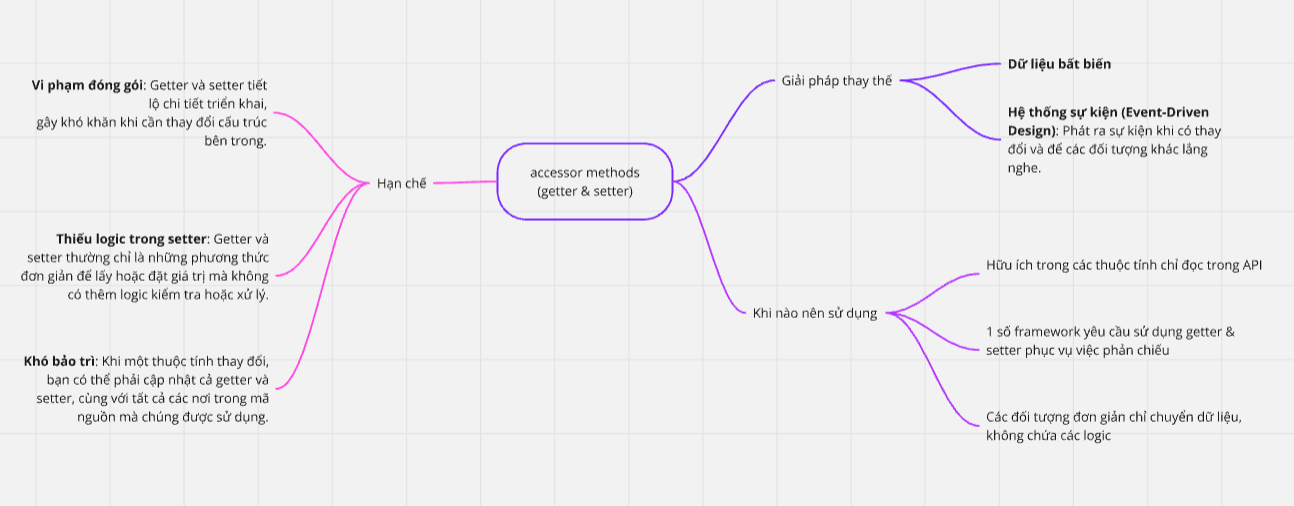 Vi phạm đóng gói: Getter và setter tiết
lộ chi tiết triển khai,
gây khó khăn khi cần thay đổi cấu trúc
bên trong.
Thiếu logic trong setter: Getter và
setter thường chỉ là những phương thức
đơn giản để lấy hoặc đặt giá trị mà không
có thêm logic kiểm tra hoặc xử lý.
Khó bảo trì: Khi một thuộc tính thay đổi,
bạn có thể phải cập nhật cả getter và
setter, cùng với tất cả các nơi trong mã
nguồn mà chúng được sử dụng.
Hạn chế
accessor methods
(getter & setter)
Giải pháp thay thế
Dữ liệu bất biến
Hệ thống sự kiện (Event-Driven
Design): Phát ra sự kiện khi có thay
đổi và để các đối tượng khác lắng
nghe.
Khi nào nên sử dụng
Hữu ích trong các thuộc tính chỉ đọc trong API
1 số framework yêu cầu sử dụng getter &
setter phục vụ việc phản chiếu
Các đối tượng đơn giản chỉ chuyển dữ liệu,
không chứa các logic